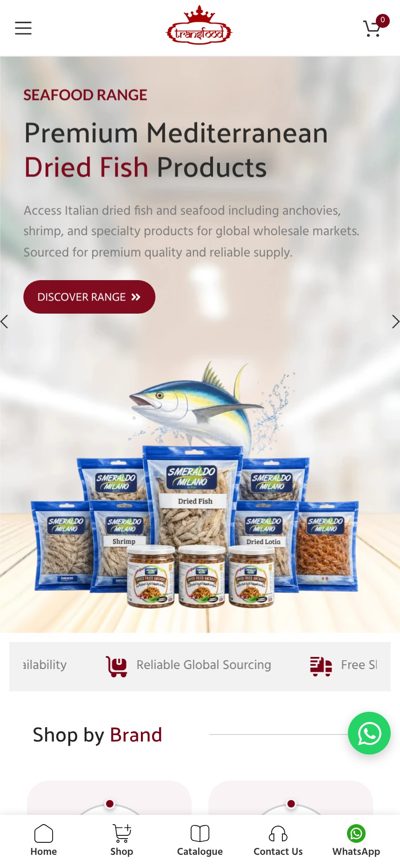 transfood
0
SEAFOOD RANGE
Premium Mediterranean
Dried Fish Products
Access Italian dried fish and seafood including anchovies,
shrimp, and specialty products for global wholesale markets.
Sourced for premium quality and reliable supply.
DISCOVER RANGE
SMERALDO
MILANO
SMERALDO
MILANO
SMERALDO
MILANO
Dried Fish
SMERALDO
MILANO
SMERALDO
MILANO
SMERALDO
MILANO
SMERALDO
MILANO
Shrimp
Dried Lotia
ailability
Reliable Global Sourcing
Free S
Shop by Brand
Home
Shop
Catalogue
Contact Us
WhatsApp